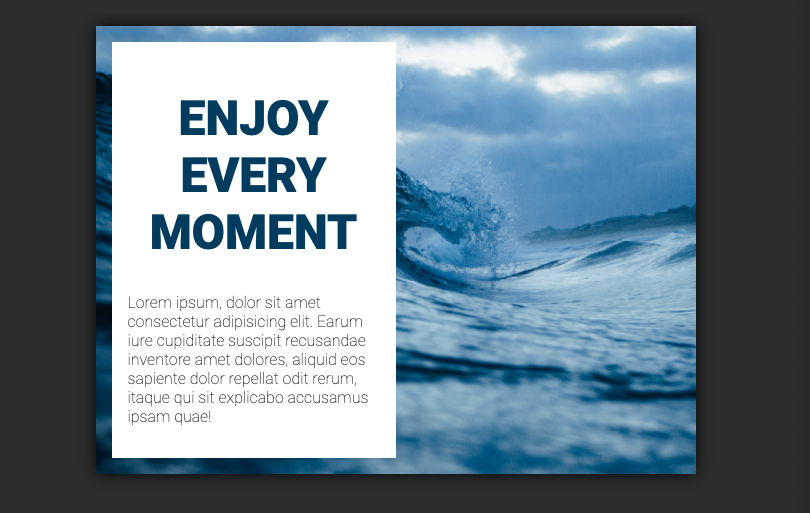 ENJOY
EVERY
MOMENT
Lorem ipsum, dolor sit amet
consectetur adipisicing elit. Earum
iure cupiditate suscipit recusandae
inventore amet dolores, aliquid eos
sapiente dolor repellat odit rerum,
itaque qui sit explicabo accusamus
ipsam quae!